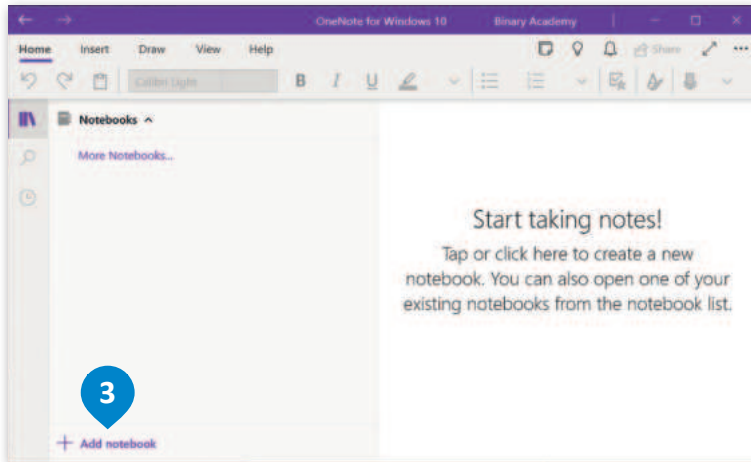 OneNote for Windows 10 Binary Academy
Home Insert Draw View Help Share
Calibri Light B I U
Notebooks
More Notebooks...
Start taking notes!
Tap or click here to create a new
notebook. You can also open one of your
existing notebooks from the notebook list.
3
Add notebook